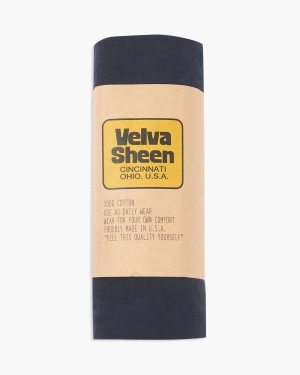 Velva
Sheen
CINCINNATI
OHIO. U.S.A.
100% COTTON
USE AS DAILY WEAR
WEAR FOR YOUR OWN COMFORT
PROUDLY MADE IN U.S.A.
"FEEL THIS QUALITY YOURSELF"